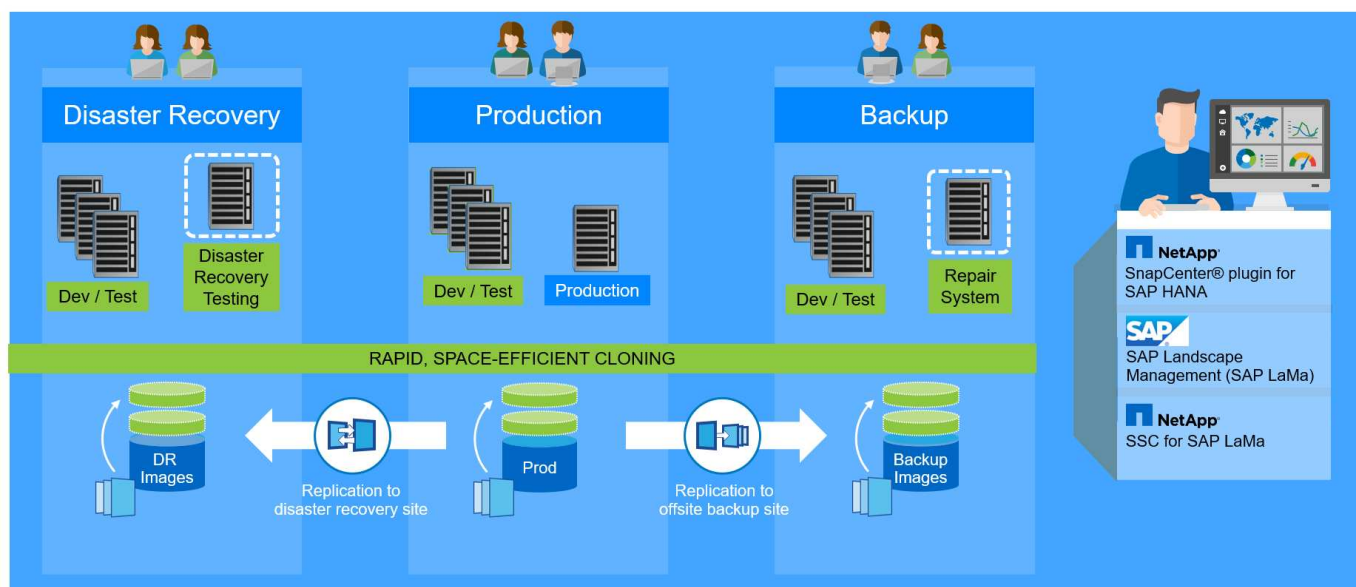 Disaster Recovery
Production
Backup
Dev / Test
Disaster
Recovery
Testing
Dev / Test
Production
Dev / Test
Repair
System
RAPID, SPACE-EFFICIENT CLONING
DR
Images
Replication to
disaster recovery site
Prod
Replication to
offsite backup site
Backup
Images
NetApp
SnapCenter® plugin for
SAP HANA
SAP
SAP Landscape
Management (SAP LaMa)
NetApp
SSC for SAP LaMa